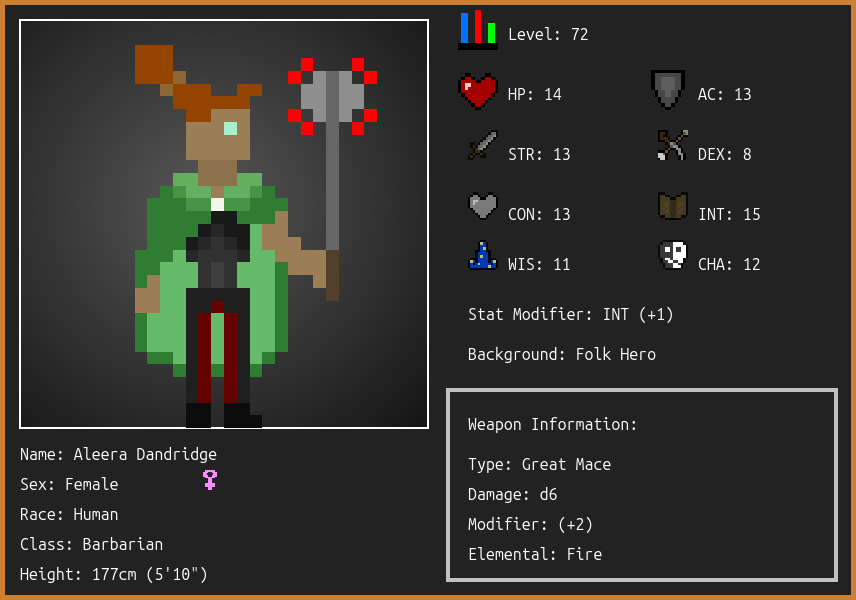 Level: 72
HP: 14
AC: 13
STR: 13
DEX: 8
CON: 13
INT: 15
WIS: 11
CHA: 12
Stat Modifier: INT (+1)
Background: Folk Hero
Weapon Information:
Type: Great Mace
Damage: d6
Modifier: (+2)
Elemental: Fire
Name: Aleera Dandridge
Sex: Female
Race: Human
Class: Barbarian
Height: 177cm (5'10")